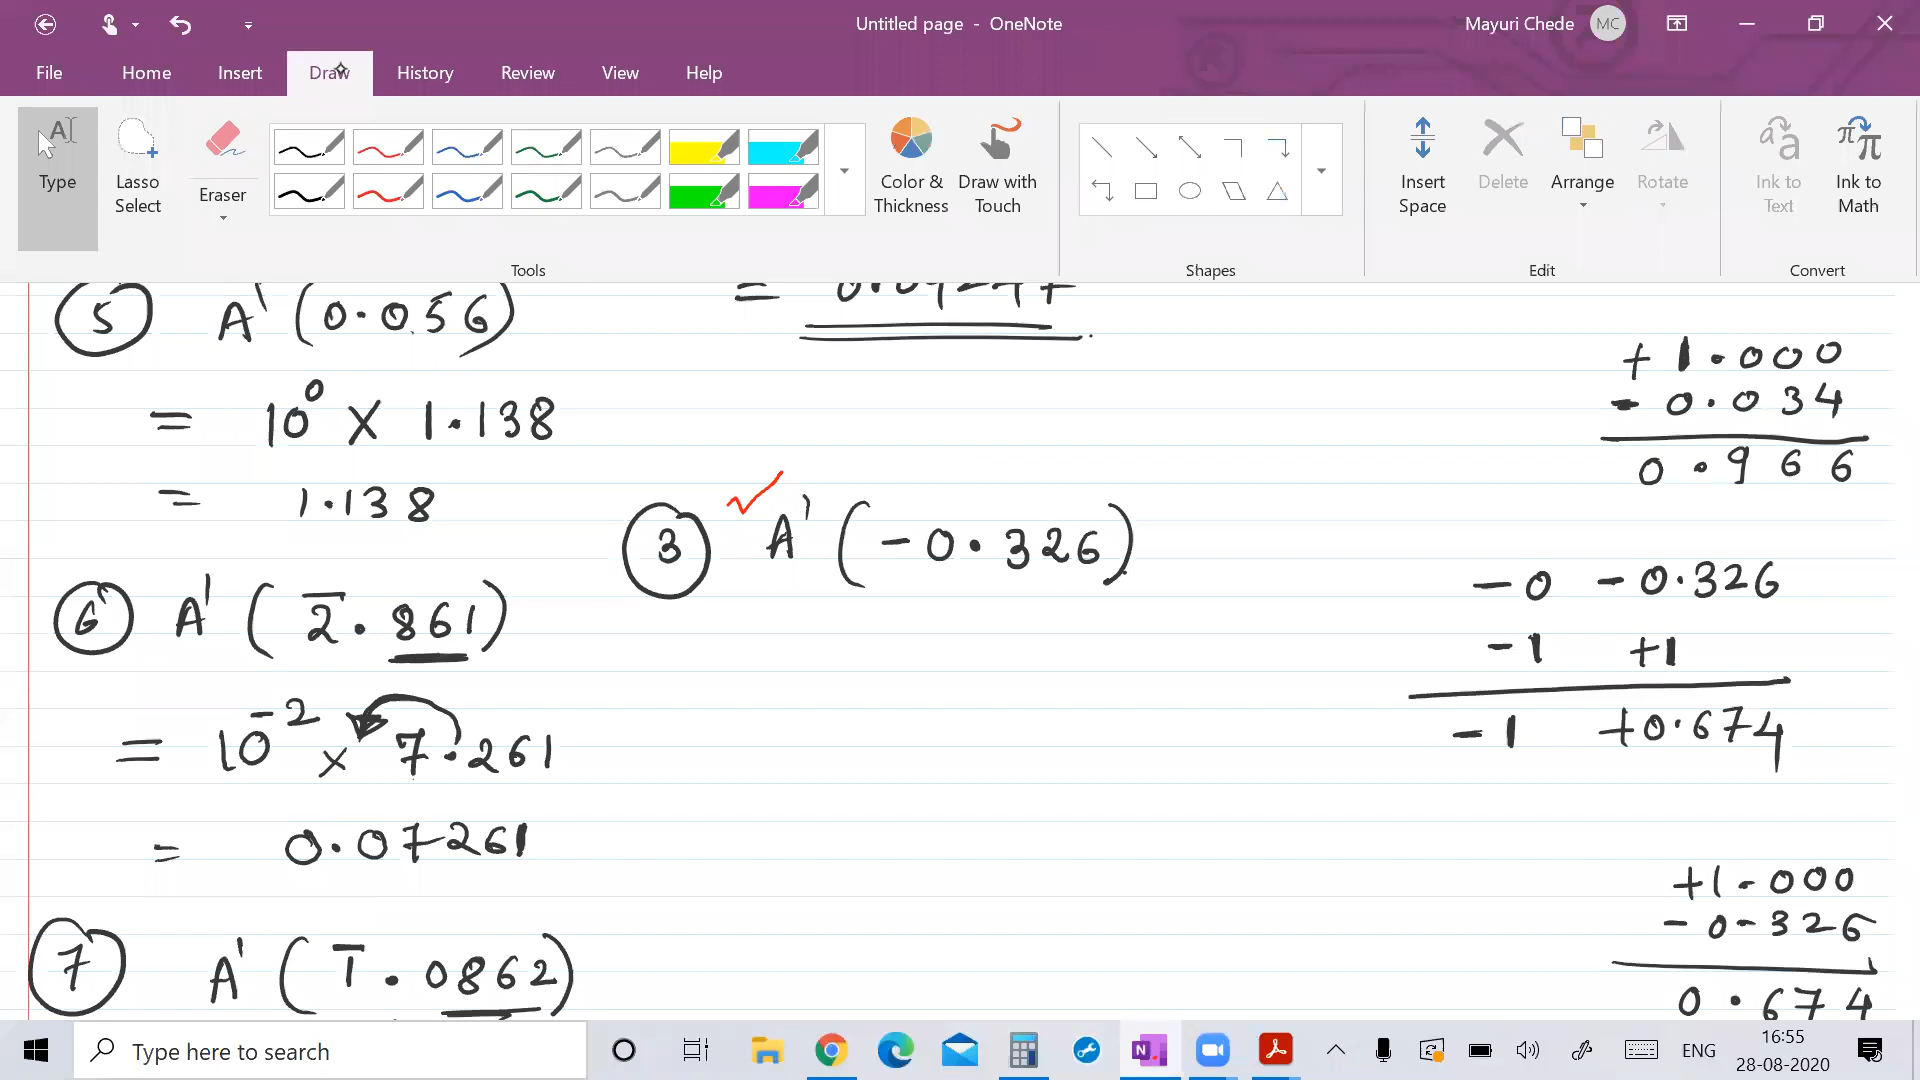 Untitled page - OneNote
Mayuri Chede MC
File Home Insert Draw History Review View Help
Type
Lasso Select
Eraser
Color & Thickness
Draw with Touch
Insert Space
Delete
Arrange
Rotate
Ink to Text
Ink to Math
Tools
Shapes
Edit
Convert
5 A' (0.056)
= 10⁰ × 1.138
= 1.138
6 A' ( 2̅.861)
= 10⁻² × 7.261
= 0.07261
7 A' ( 1̅.0862)
3 A' (-0.326)
+ 1.000
- 0.034
0.966
-0 -0.326
-1 +1
-1 +0.674
+1.000
-0.326
0.674
Type here to search
ENG
16:55
28-08-2020